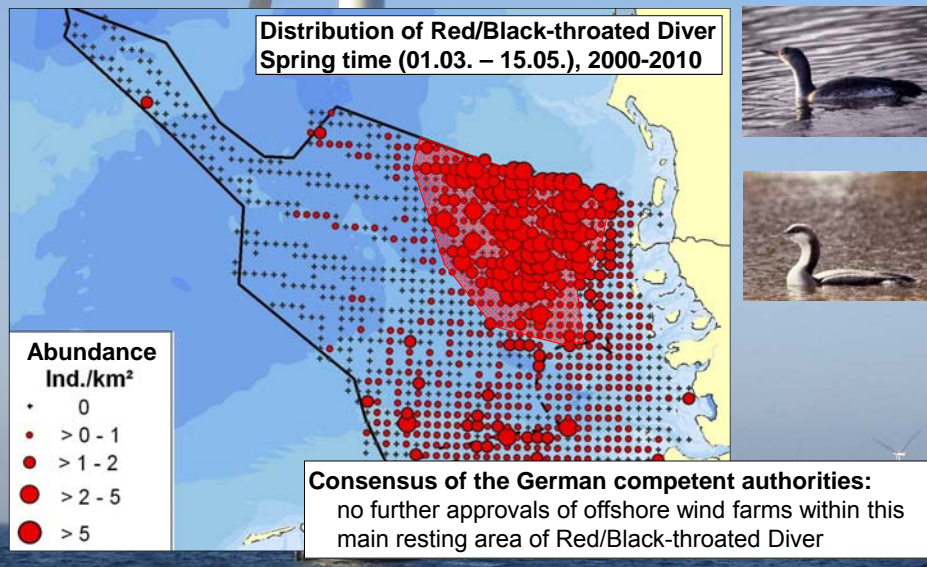 Distribution of Red/Black-throated Diver
Spring time (01.03. – 15.05.), 2000-2010
Abundance
Ind./km²
0
> 0 - 1
> 1 - 2
> 2 - 5
> 5
Consensus of the German competent authorities:
no further approvals of offshore wind farms within this
main resting area of Red/Black-throated Diver